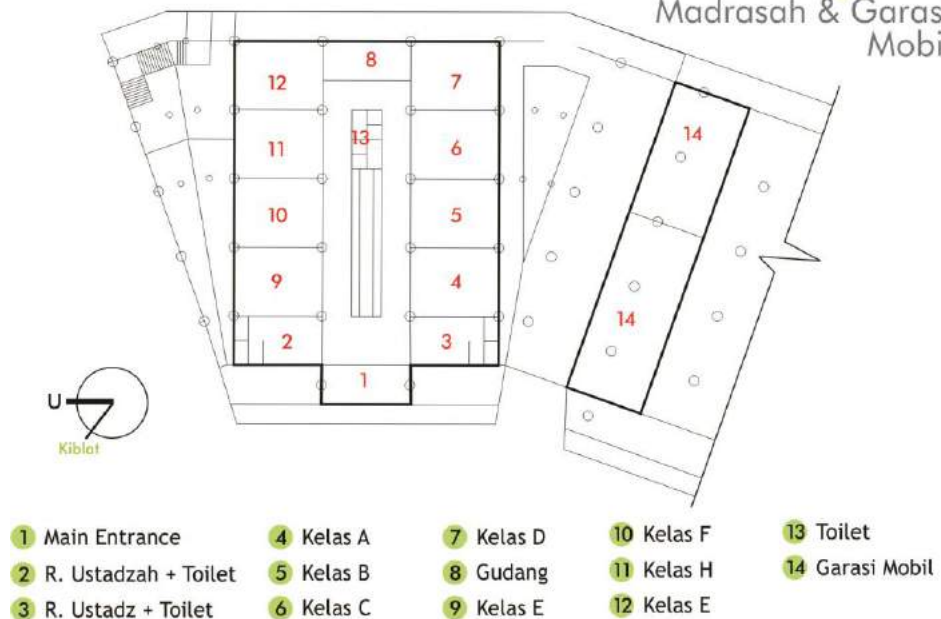 Madrasah & Garas
Mobi
12
8
7
13
14
11
6
10
5
9
4
14
2
3
1
U
Kiblat
1 Main Entrance
2 R. Ustadzah + Toilet
3 R. Ustadz + Toilet
4 Kelas A
5 Kelas B
6 Kelas C
7 Kelas D
8 Gudang
9 Kelas E
10 Kelas F
11 Kelas H
12 Kelas E
13 Toilet
14 Garasi Mobil